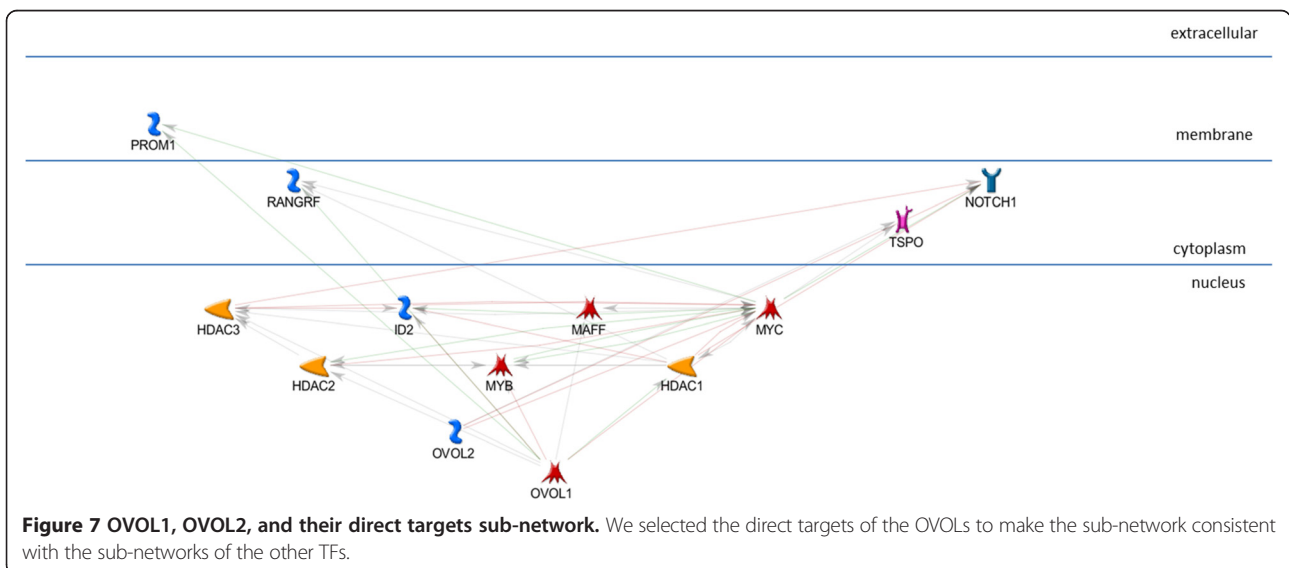 extracellular
PROM1
membrane
RANGRF
NOTCH1
TSPO
cytoplasm
nucleus
HDAC3
ID2
MAFF
MYC
HDAC2
MYB
HDAC1
OVOL2
OVOL1
Figure 7 OVOL1, OVOL2, and their direct targets sub-network. We selected the direct targets of the OVOLs to make the sub-network consistent
with the sub-networks of the other TFs.